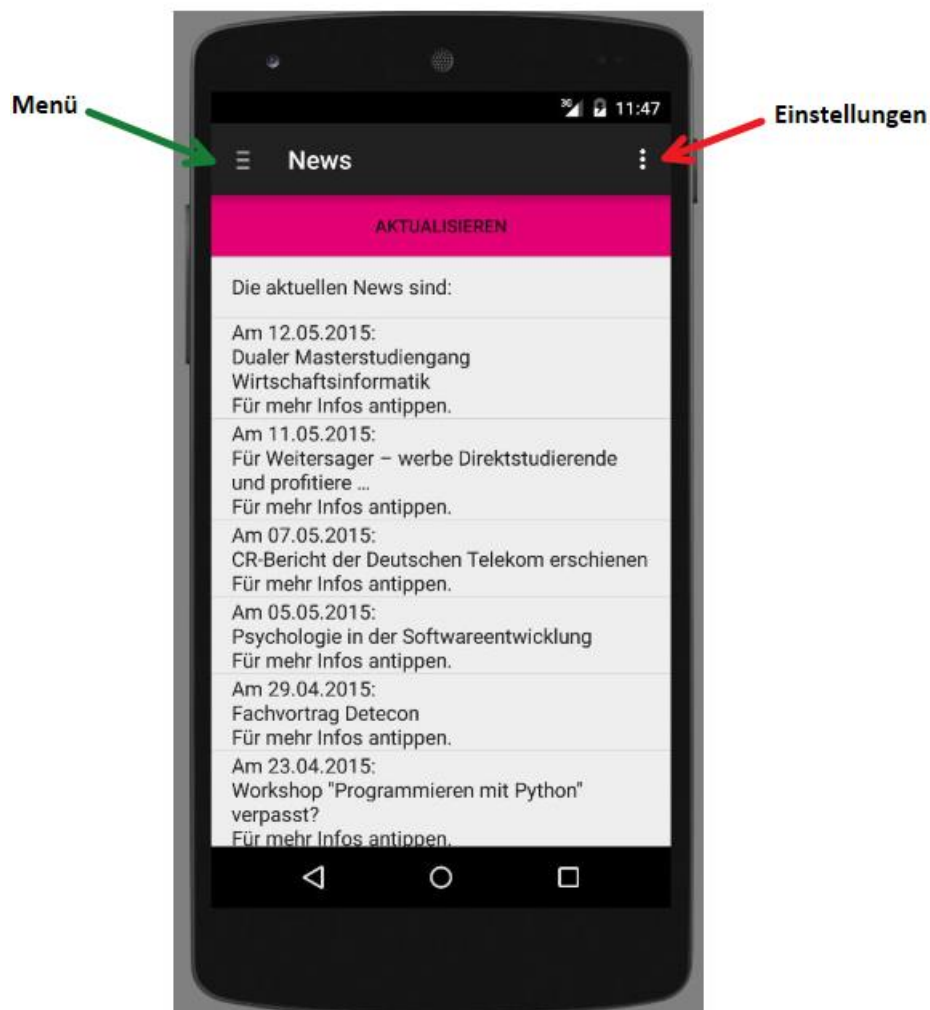 Menü
Einstellungen
3G 11:47
News
AKTUALISIEREN
Die aktuellen News sind:
Am 12.05.2015:
Dualer Masterstudiengang
Wirtschaftsinformatik
Für mehr Infos antippen.
Am 11.05.2015:
Für Weitersager – werbe Direktstudierende
und profitiere ...
Für mehr Infos antippen.
Am 07.05.2015:
CR-Bericht der Deutschen Telekom erschienen
Für mehr Infos antippen.
Am 05.05.2015:
Psychologie in der Softwareentwicklung
Für mehr Infos antippen.
Am 29.04.2015:
Fachvortrag Detecon
Für mehr Infos antippen.
Am 23.04.2015:
Workshop "Programmieren mit Python"
verpasst?
Für mehr Infos antippen.